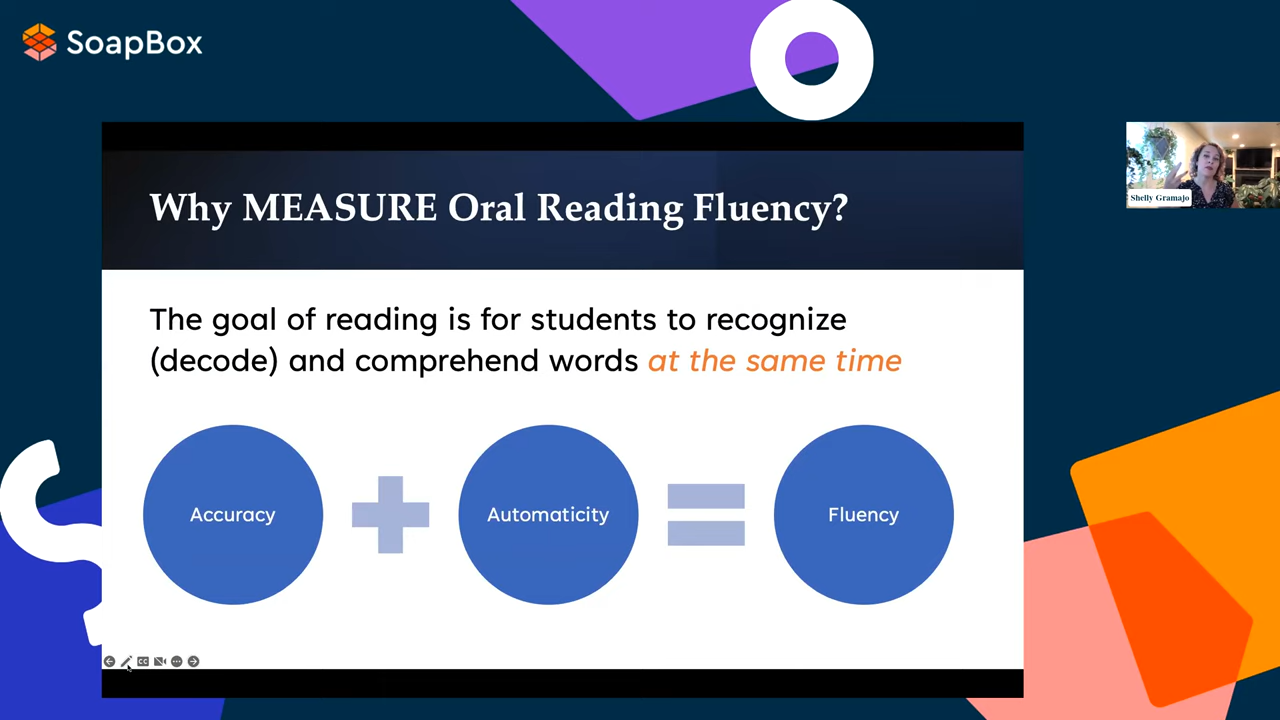 SoapBox
Why MEASURE Oral Reading Fluency?
Shelly Gramajo
The goal of reading is for students to recognize
(decode) and comprehend words at the same time
Accuracy
Automaticity
Fluency
CC